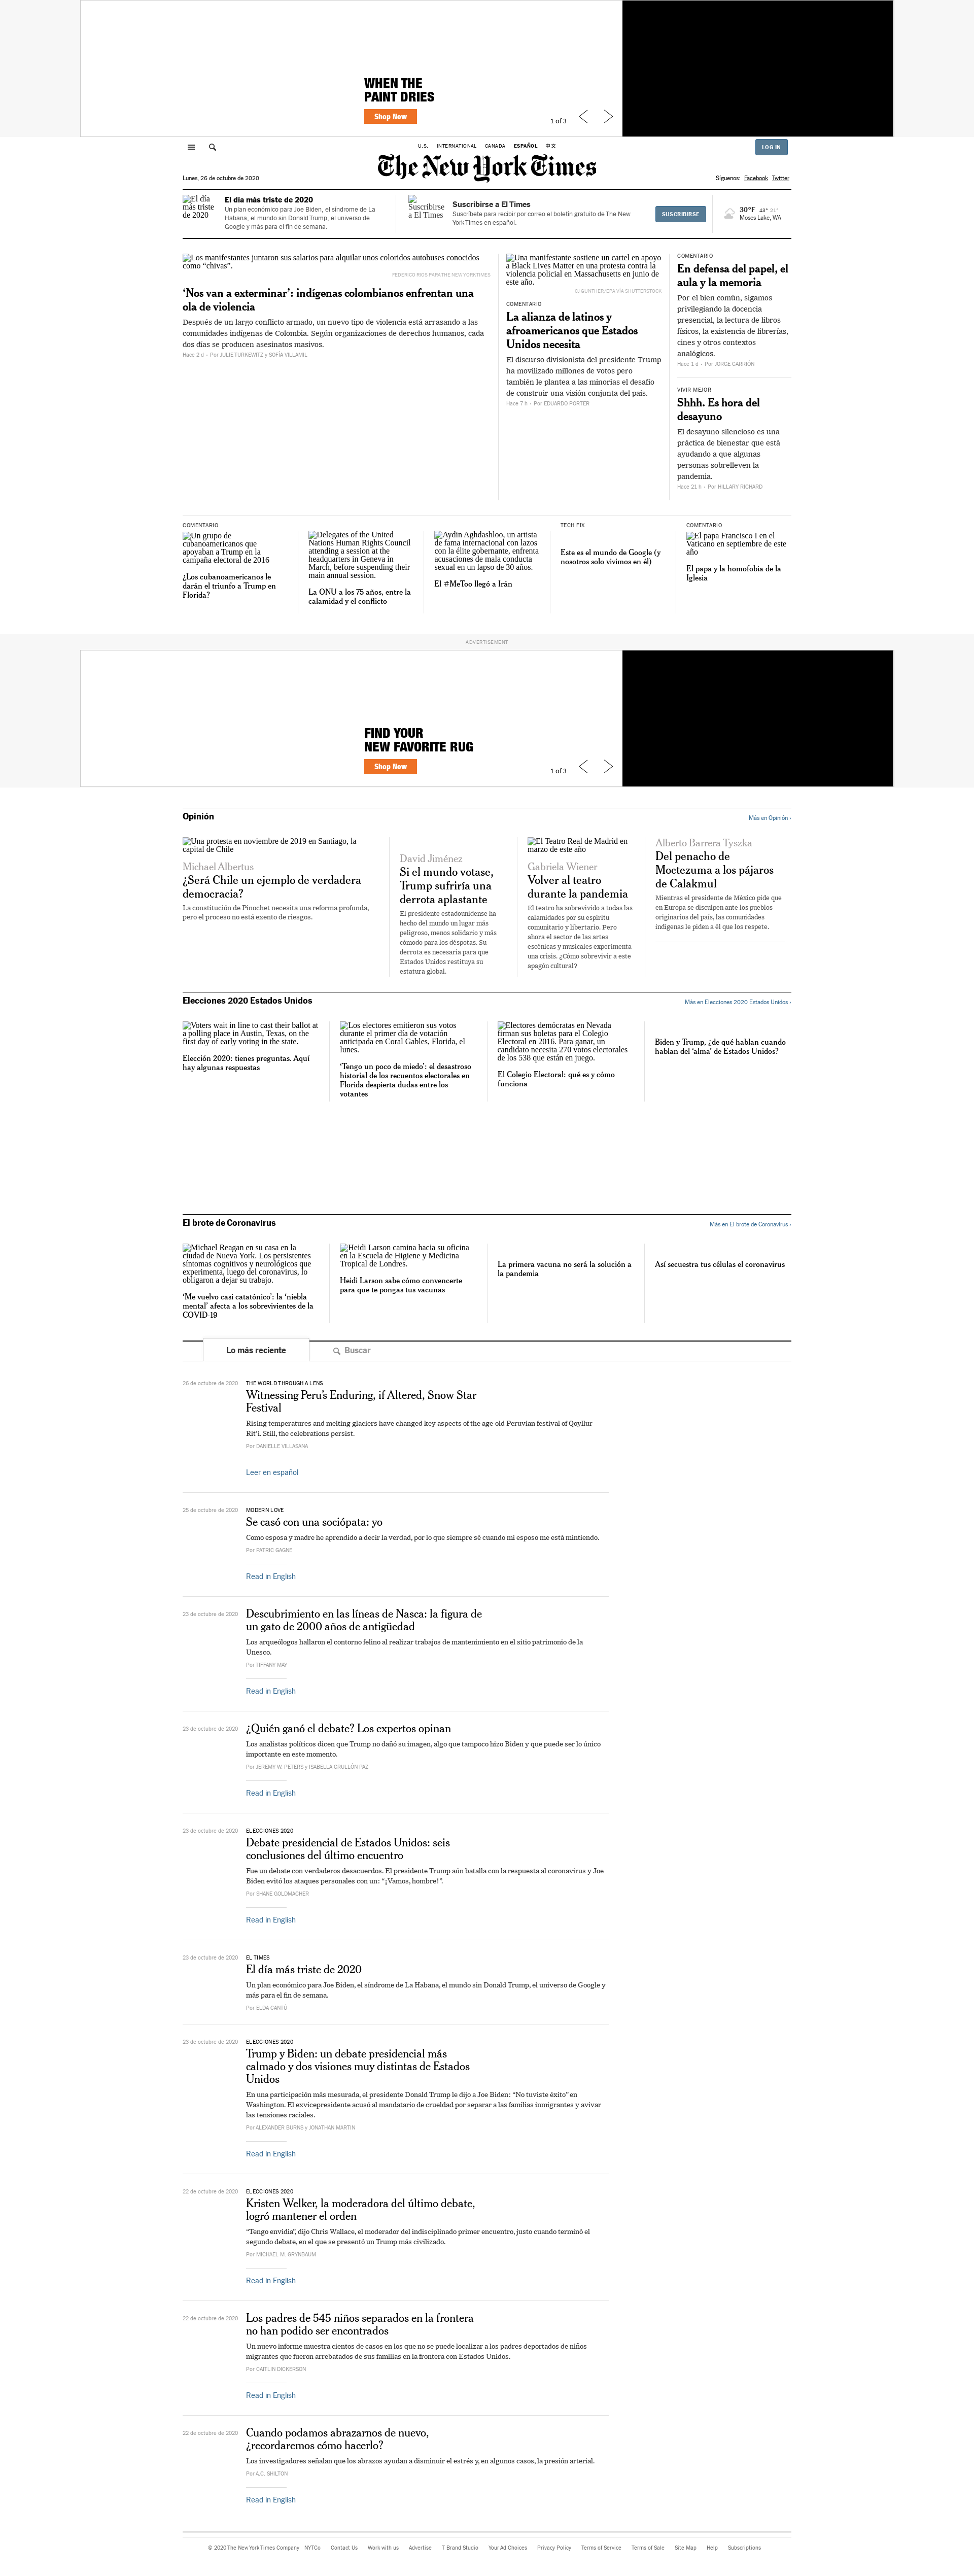 WHEN THE
PAINT DRIES
Shop Now
1 of 3
U.S. INTERNATIONAL CANADA ESPAÑOL 中文
LOG IN
The New York Times
Lunes, 26 de octubre de 2020
Síguenos: Facebook Twitter
El día
más triste
de 2020
El día más triste de 2020
Un plan económico para Joe Biden, el síndrome de La
Habana, el mundo sin Donald Trump, el universo de
Google y más para el fin de semana.
Suscribirse
a El Times
Suscribirse a El Times
Suscríbete para recibir por correo el boletín gratuito de The New
York Times en español.
SUSCRIBIRSE
30°F 43° 21°
Moses Lake, WA
Los manifestantes juntaron sus salarios para alquilar unos coloridos autobuses conocidos
como “chivas”.
FEDERICO RIOS PARA THE NEW YORK TIMES
‘Nos van a exterminar’: indígenas colombianos enfrentan una
ola de violencia
Después de un largo conflicto armado, un nuevo tipo de violencia está arrasando a las
comunidades indígenas de Colombia. Según organizaciones de derechos humanos, cada
dos días se producen asesinatos masivos.
Hace 2 d - Por JULIE TURKEWITZ y SOFÍA VILLAMIL
Una manifestante sostiene un cartel en apoyo
a Black Lives Matter en una protesta contra la
violencia policial en Massachusetts en junio de
este año.
CJ GUNTHER/EPA VÍA SHUTTERSTOCK
COMENTARIO
La alianza de latinos y
afroamericanos que Estados
Unidos necesita
El discurso divisionista del presidente Trump
ha movilizado millones de votos pero
también le plantea a las minorías el desafío
de construir una visión conjunta del país.
Hace 7 h - Por EDUARDO PORTER
COMENTARIO
En defensa del papel, el
aula y la memoria
Por el bien común, sigamos
privilegiando la docencia
presencial, la lectura de libros
físicos, la existencia de librerías,
cines y otros contextos
analógicos.
Hace 1 d - Por JORGE CARRIÓN
VIVIR MEJOR
Shhh. Es hora del
desayuno
El desayuno silencioso es una
práctica de bienestar que está
ayudando a que algunas
personas sobrelleven la
pandemia.
Hace 21 h - Por HILLARY RICHARD
COMENTARIO
Un grupo de
cubanoamericanos que
apoyaban a Trump en la
campaña electoral de 2016
¿Los cubanoamericanos le
darán el triunfo a Trump en
Florida?
Delegates of the United
Nations Human Rights Council
attending a session at the
headquarters in Geneva in
March, before suspending their
main annual session.
La ONU a los 75 años, entre la
calamidad y el conflicto
Aydin Aghdashloo, un artista
de fama internacional con lazos
con la élite gobernante, enfrenta
acusaciones de mala conducta
sexual en un lapso de 30 años.
El #MeToo llegó a Irán
TECH FIX
Este es el mundo de Google (y
nosotros solo vivimos en él)
COMENTARIO
El papa Francisco I en el
Vaticano en septiembre de este
año
El papa y la homofobia de la
Iglesia
ADVERTISEMENT
FIND YOUR
NEW FAVORITE RUG
Shop Now
1 of 3
Opinión
Más en Opinión ›
Una protesta en noviembre de 2019 en Santiago, la
capital de Chile
Michael Albertus
¿Será Chile un ejemplo de verdadera
democracia?
La constitución de Pinochet necesita una reforma profunda,
pero el proceso no está exento de riesgos.
David Jiménez
Si el mundo votase,
Trump sufriría una
derrota aplastante
El presidente estadounidense ha
hecho del mundo un lugar más
peligroso, menos solidario y más
cómodo para los déspotas. Su
derrota es necesaria para que
Estados Unidos restituya su
estatura global.
El Teatro Real de Madrid en
marzo de este año
Gabriela Wiener
Volver al teatro
durante la pandemia
El teatro ha sobrevivido a todas las
calamidades por su espíritu
comunitario y libertario. Pero
ahora el sector de las artes
escénicas y musicales experimenta
una crisis. ¿Cómo sobrevivir a este
apagón cultural?
Alberto Barrera Tyszka
Del penacho de
Moctezuma a los pájaros
de Calakmul
Mientras el presidente de México pide que
en Europa se disculpen ante los pueblos
originarios del país, las comunidades
indígenas le piden a él que los respete.
Elecciones 2020 Estados Unidos
Más en Elecciones 2020 Estados Unidos ›
Voters wait in line to cast their ballot at
a polling place in Austin, Texas, on the
first day of early voting in the state.
Elección 2020: tienes preguntas. Aquí
hay algunas respuestas
Los electores emitieron sus votos
durante el primer día de votación
anticipada en Coral Gables, Florida, el
lunes.
‘Tengo un poco de miedo’: el desastroso
historial de los recuentos electorales en
Florida despierta dudas entre los
votantes
Electores demócratas en Nevada
firman sus boletas para el Colegio
Electoral en 2016. Para ganar, un
candidato necesita 270 votos electorales
de los 538 que están en juego.
El Colegio Electoral: qué es y cómo
funciona
Biden y Trump, ¿de qué hablan cuando
hablan del ‘alma’ de Estados Unidos?
El brote de Coronavirus
Más en El brote de Coronavirus ›
Michael Reagan en su casa en la
ciudad de Nueva York. Los persistentes
síntomas cognitivos y neurológicos que
experimenta, luego del coronavirus, lo
obligaron a dejar su trabajo.
‘Me vuelvo casi catatónico’: la ‘niebla
mental’ afecta a los sobrevivientes de la
COVID-19
Heidi Larson camina hacia su oficina
en la Escuela de Higiene y Medicina
Tropical de Londres.
Heidi Larson sabe cómo convencerte
para que te pongas tus vacunas
La primera vacuna no será la solución a
la pandemia
Así secuestra tus células el coronavirus
Lo más reciente
Buscar
26 de octubre de 2020
THE WORLD THROUGH A LENS
Witnessing Peru’s Enduring, if Altered, Snow Star
Festival
Rising temperatures and melting glaciers have changed key aspects of the age-old Peruvian festival of Qoyllur
Rit’i. Still, the celebrations persist.
Por DANIELLE VILLASANA
Leer en español
25 de octubre de 2020
MODERN LOVE
Se casó con una sociópata: yo
Como esposa y madre he aprendido a decir la verdad, por lo que siempre sé cuando mi esposo me está mintiendo.
Por PATRIC GAGNE
Read in English
23 de octubre de 2020
Descubrimiento en las líneas de Nasca: la figura de
un gato de 2000 años de antigüedad
Los arqueólogos hallaron el contorno felino al realizar trabajos de mantenimiento en el sitio patrimonio de la
Unesco.
Por TIFFANY MAY
Read in English
23 de octubre de 2020
¿Quién ganó el debate? Los expertos opinan
Los analistas políticos dicen que Trump no dañó su imagen, algo que tampoco hizo Biden y que puede ser lo único
importante en este momento.
Por JEREMY W. PETERS y ISABELLA GRULLÓN PAZ
Read in English
23 de octubre de 2020
ELECCIONES 2020
Debate presidencial de Estados Unidos: seis
conclusiones del último encuentro
Fue un debate con verdaderos desacuerdos. El presidente Trump aún batalla con la respuesta al coronavirus y Joe
Biden evitó los ataques personales con un: “¡Vamos, hombre!”.
Por SHANE GOLDMACHER
Read in English
23 de octubre de 2020
EL TIMES
El día más triste de 2020
Un plan económico para Joe Biden, el síndrome de La Habana, el mundo sin Donald Trump, el universo de Google y
más para el fin de semana.
Por ELDA CANTÚ
23 de octubre de 2020
ELECCIONES 2020
Trump y Biden: un debate presidencial más
calmado y dos visiones muy distintas de Estados
Unidos
En una participación más mesurada, el presidente Donald Trump le dijo a Joe Biden: “No tuviste éxito” en
Washington. El exvicepresidente acusó al mandatario de crueldad por separar a las familias inmigrantes y avivar
las tensiones raciales.
Por ALEXANDER BURNS y JONATHAN MARTIN
Read in English
22 de octubre de 2020
ELECCIONES 2020
Kristen Welker, la moderadora del último debate,
logró mantener el orden
“Tengo envidia”, dijo Chris Wallace, el moderador del indisciplinado primer encuentro, justo cuando terminó el
segundo debate, en el que se presentó un Trump más civilizado.
Por MICHAEL M. GRYNBAUM
Read in English
22 de octubre de 2020
Los padres de 545 niños separados en la frontera
no han podido ser encontrados
Un nuevo informe muestra cientos de casos en los que no se puede localizar a los padres deportados de niños
migrantes que fueron arrebatados de sus familias en la frontera con Estados Unidos.
Por CAITLIN DICKERSON
Read in English
22 de octubre de 2020
Cuando podamos abrazarnos de nuevo,
¿recordaremos cómo hacerlo?
Los investigadores señalan que los abrazos ayudan a disminuir el estrés y, en algunos casos, la presión arterial.
Por A.C. SHILTON
Read in English
© 2020 The New York Times Company NYTCo Contact Us Work with us Advertise T Brand Studio Your Ad Choices Privacy Policy Terms of Service Terms of Sale Site Map Help Subscriptions